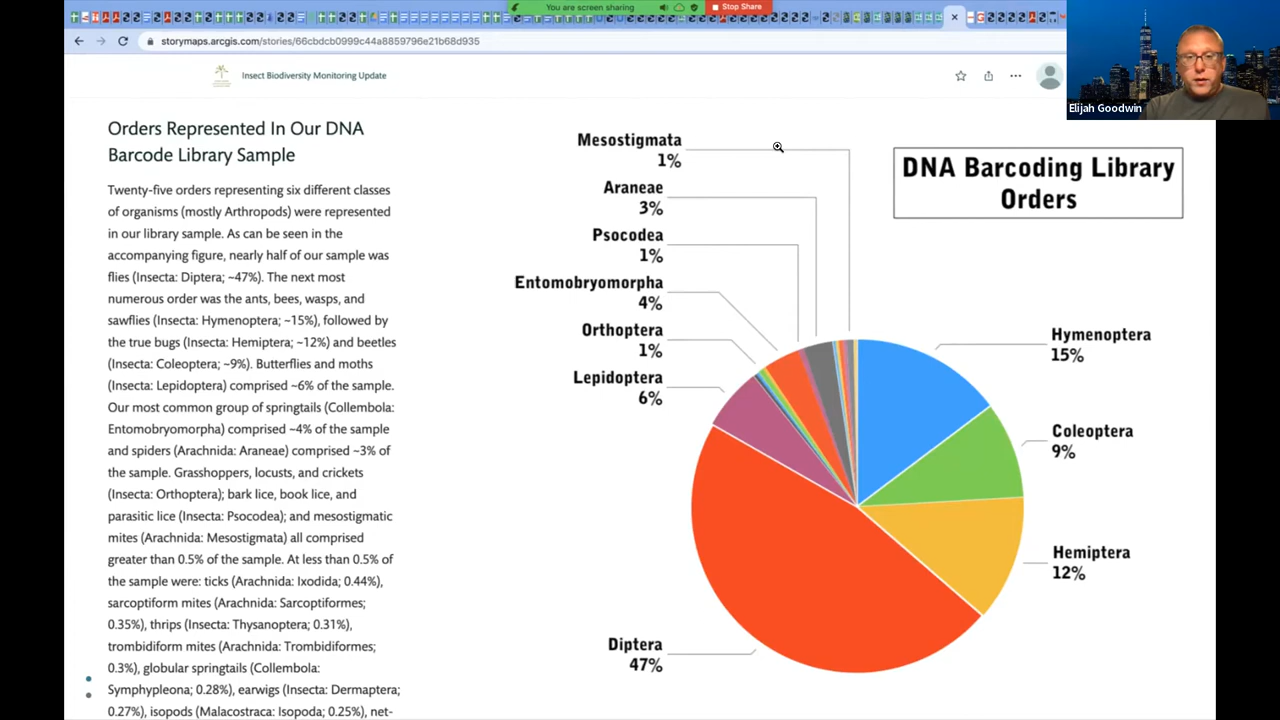 You are screen sharing
Stop Share
storymaps.arcgis.com/stories/66cbdcb0999c44a8859796e21b68d935
Insect Biodiversity Monitoring Update
Elijah Goodwin
Orders Represented In Our DNA
Barcode Library Sample
Twenty-five orders representing six different classes
of organisms (mostly Arthropods) were represented
in our library sample. As can be seen in the
accompanying figure, nearly half of our sample was
flies (Insecta: Diptera; ~47%). The next most
numerous order was the ants, bees, wasps, and
sawflies (Insecta: Hymenoptera; ~15%), followed by
the true bugs (Insecta: Hemiptera; ~12%) and beetles
(Insecta: Coleoptera; ~9%). Butterflies and moths
(Insecta: Lepidoptera) comprised ~6% of the sample.
Our most common group of springtails (Collembola:
Entomobryomorpha) comprised ~4% of the sample
and spiders (Arachnida: Araneae) comprised ~3% of
the sample. Grasshoppers, locusts, and crickets
(Insecta: Orthoptera); bark lice, book lice, and
parasitic lice (Insecta: Psocodea); and mesostigmatic
mites (Arachnida: Mesostigmata) all comprised
greater than 0.5% of the sample. At less than 0.5% of
the sample were: ticks (Arachnida: Ixodida; 0.44%),
sarcoptiform mites (Arachnida: Sarcoptiformes;
0.35%), thrips (Insecta: Thysanoptera; 0.31%),
trombidiform mites (Arachnida: Trombidiformes;
0.3%), globular springtails (Collembola:
Symphypleona; 0.28%), earwigs (Insecta: Dermaptera;
0.27%), isopods (Malacostraca: Isopoda; 0.25%), net-
DNA Barcoding Library
Orders
Mesostigmata
1%
Araneae
3%
Psocodea
1%
Entomobryomorpha
4%
Orthoptera
1%
Lepidoptera
6%
Diptera
47%
Hymenoptera
15%
Coleoptera
9%
Hemiptera
12%